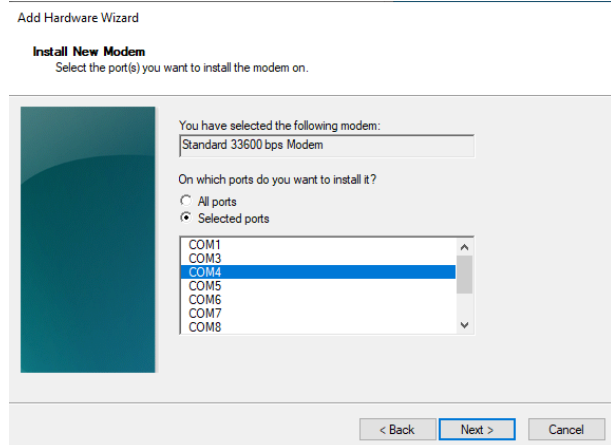 Add Hardware Wizard
Install New Modem
Select the port(s) you want to install the modem on.
You have selected the following modem:
Standard 33600 bps Modem
On which ports do you want to install it?
All ports
Selected ports
COM1
COM3
COM4
COM5
COM6
COM7
COM8
< Back Next > Cancel